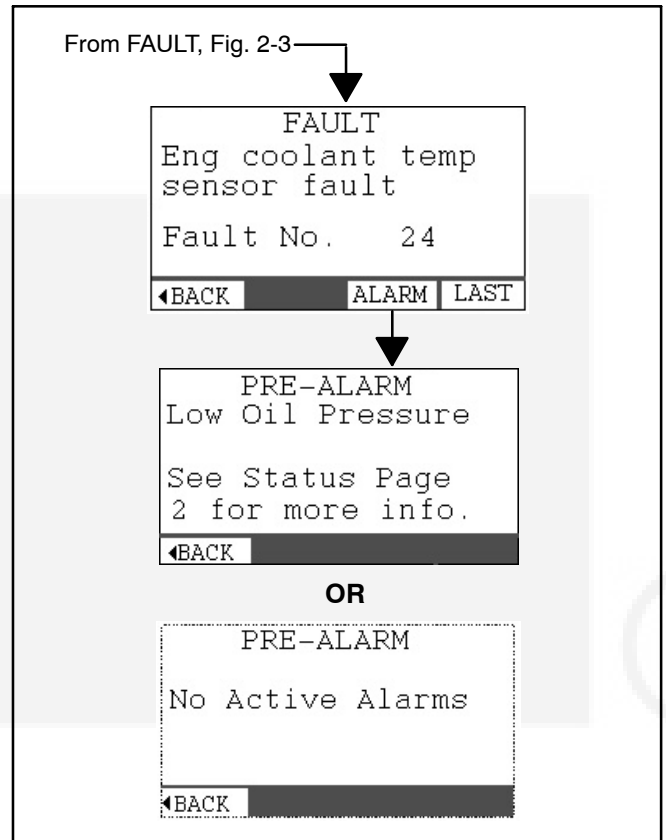 From FAULT, Fig. 2-3
FAULT
Eng coolant temp
sensor fault
Fault No. 24
◀BACK ALARM LAST
PRE-ALARM
Low Oil Pressure
See Status Page
2 for more info.
◀BACK
OR
PRE-ALARM
No Active Alarms
◀BACK